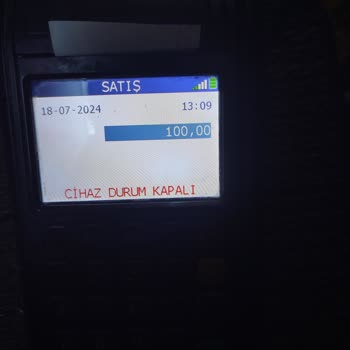 SATIŞ
18-07-2024 13:09
100,00
CİHAZ DURUM KAPALI